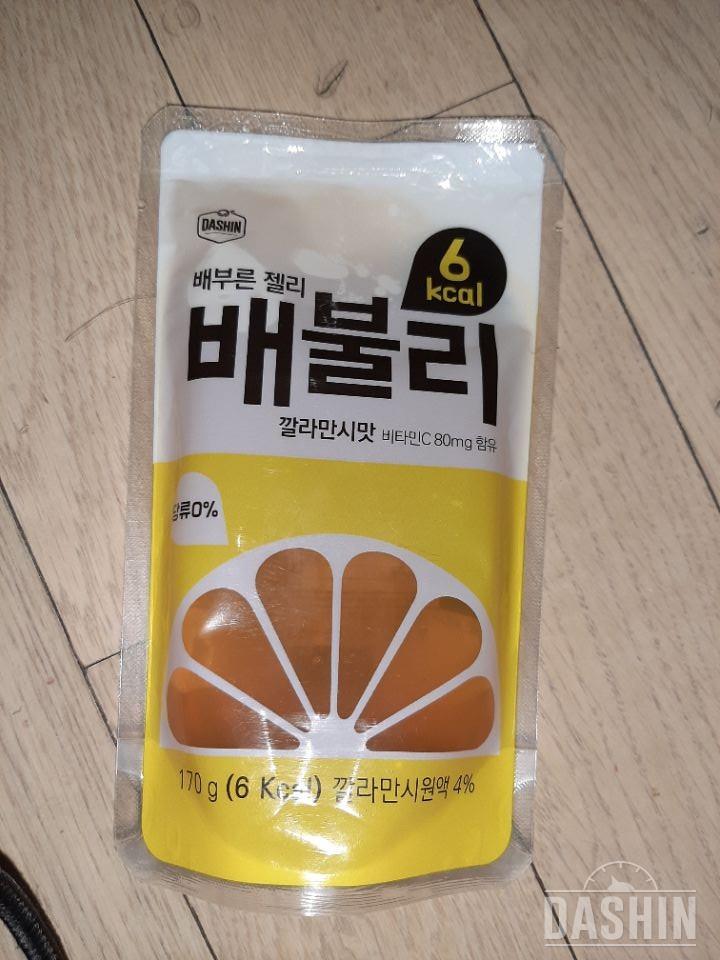 DASHIN
6
kcal
배부른 젤리
배불리
깔라만시맛 비타민C 80mg 함유
당류0%
170 g (6 Kcal) 깔라만시원액 4%
DASHIN